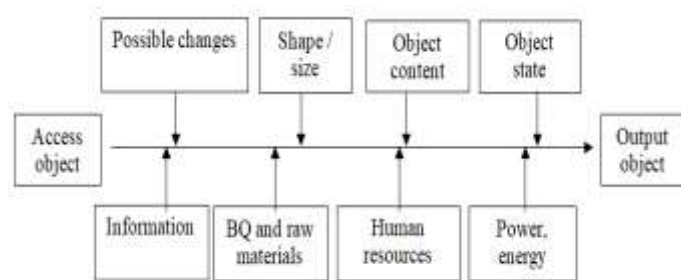 Possible changes
Shape /
size
Object
content
Object
state
Access
object
Output
object
Information
BQ and raw
materials
Human
resources
Power,
energy